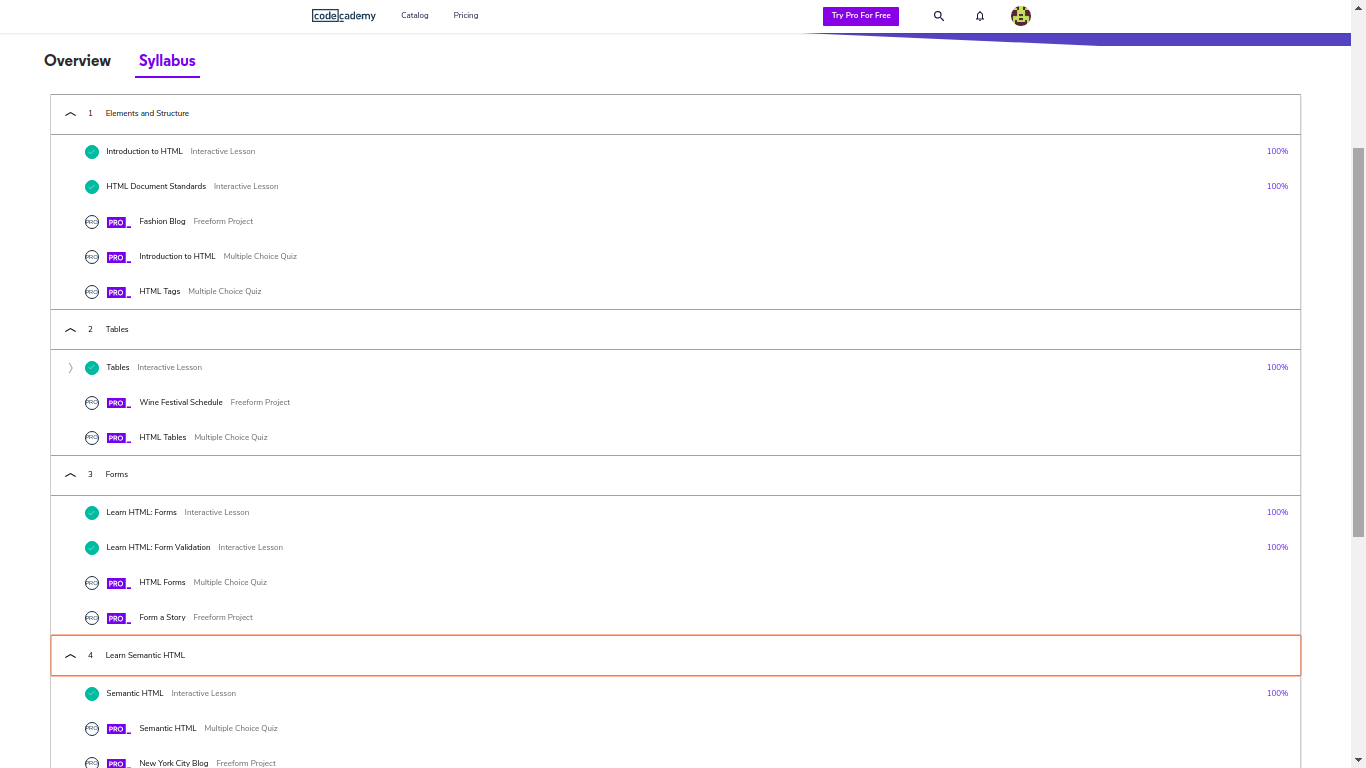 codecademy Catalog Pricing Try Pro For Free
Overview Syllabus
1 Elements and Structure
Introduction to HTML Interactive Lesson 100%
HTML Document Standards Interactive Lesson 100%
PRO PRO Fashion Blog Freeform Project
PRO PRO Introduction to HTML Multiple Choice Quiz
PRO PRO HTML Tags Multiple Choice Quiz
2 Tables
Tables Interactive Lesson 100%
PRO PRO Wine Festival Schedule Freeform Project
PRO PRO HTML Tables Multiple Choice Quiz
3 Forms
Learn HTML: Forms Interactive Lesson 100%
Learn HTML: Form Validation Interactive Lesson 100%
PRO PRO HTML Forms Multiple Choice Quiz
PRO PRO Form a Story Freeform Project
4 Learn Semantic HTML
Semantic HTML Interactive Lesson 100%
PRO PRO Semantic HTML Multiple Choice Quiz
PRO PRO New York City Blog Freeform Project